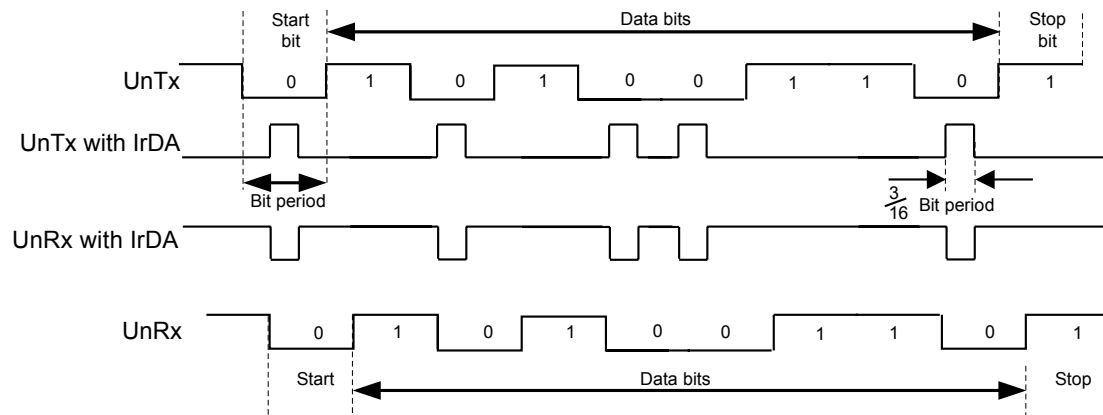 Start bit
Data bits
Stop bit
UnTx
0 1 0 1 0 0 1 1 0 1
UnTx with IrDA
Bit period
3/16 Bit period
UnRx with IrDA
UnRx
0 1 0 1 0 0 1 1 0 1
Start
Data bits
Stop